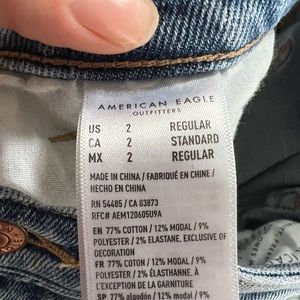 AMERICAN EAGLE
OUTFITTERS
US 2 REGULAR
CA 2 STANDARD
MX 2 REGULAR
MADE IN CHINA / FABRIQUÉ EN CHINE /
HECHO EN CHINA
RN 54485 / CA 03873
RFC# AEM120605U9A
EN 77% COTTON / 12% MODAL / 9%
POLYESTER / 2% ELASTANE. EXCLUSIVE OF
DECORATION
FR 77% COTON / 12% MODAL / 9%
POLYESTER / 2% ÉLASTHANNE. À
L'EXCEPTION DE LA GARNITURE
SP 77% algodón / 12% modal / 9%